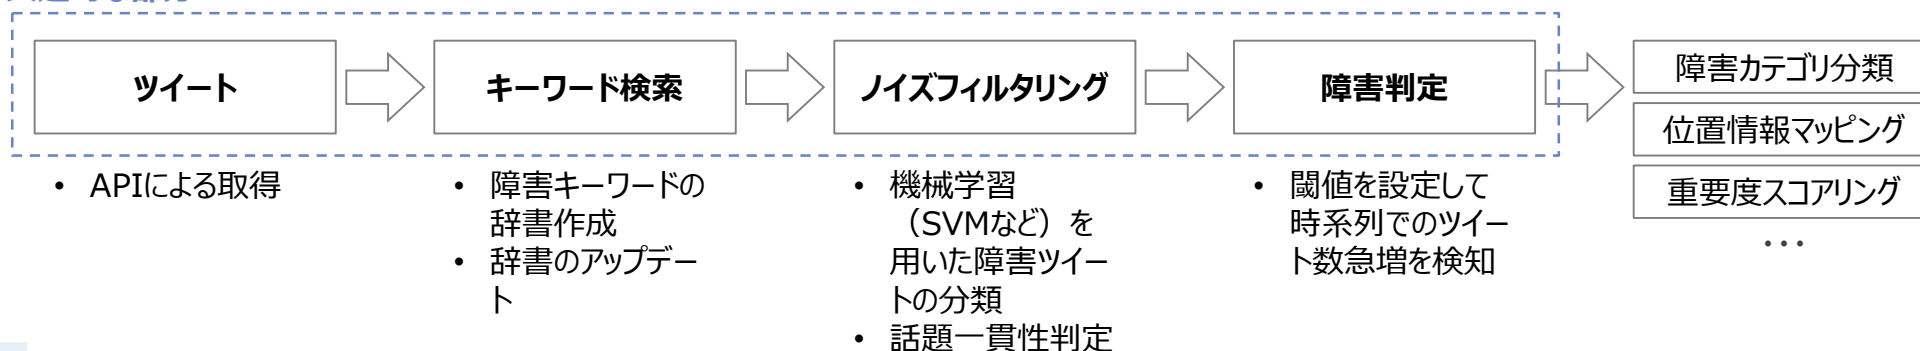 ツイート
キーワード検索
ノイズフィルタリング
障害判定
障害カテゴリ分類
位置情報マッピング
重要度スコアリング
・・・
• APIによる取得
• 障害キーワードの
辞書作成
• 辞書のアップデー
ト
• 機械学習
（SVMなど）を
用いた障害ツイー
トの分類
• 話題一貫性判定
• 閾値を設定して
時系列でのツイー
ト数急増を検知